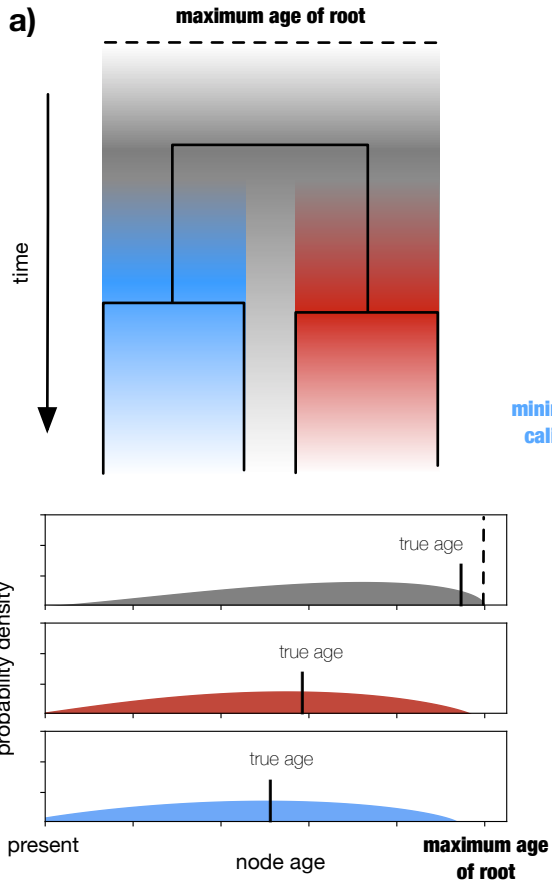 a)
maximum age of root
time
probability density
true age
true age
true age
present
node age
maximum age
of root